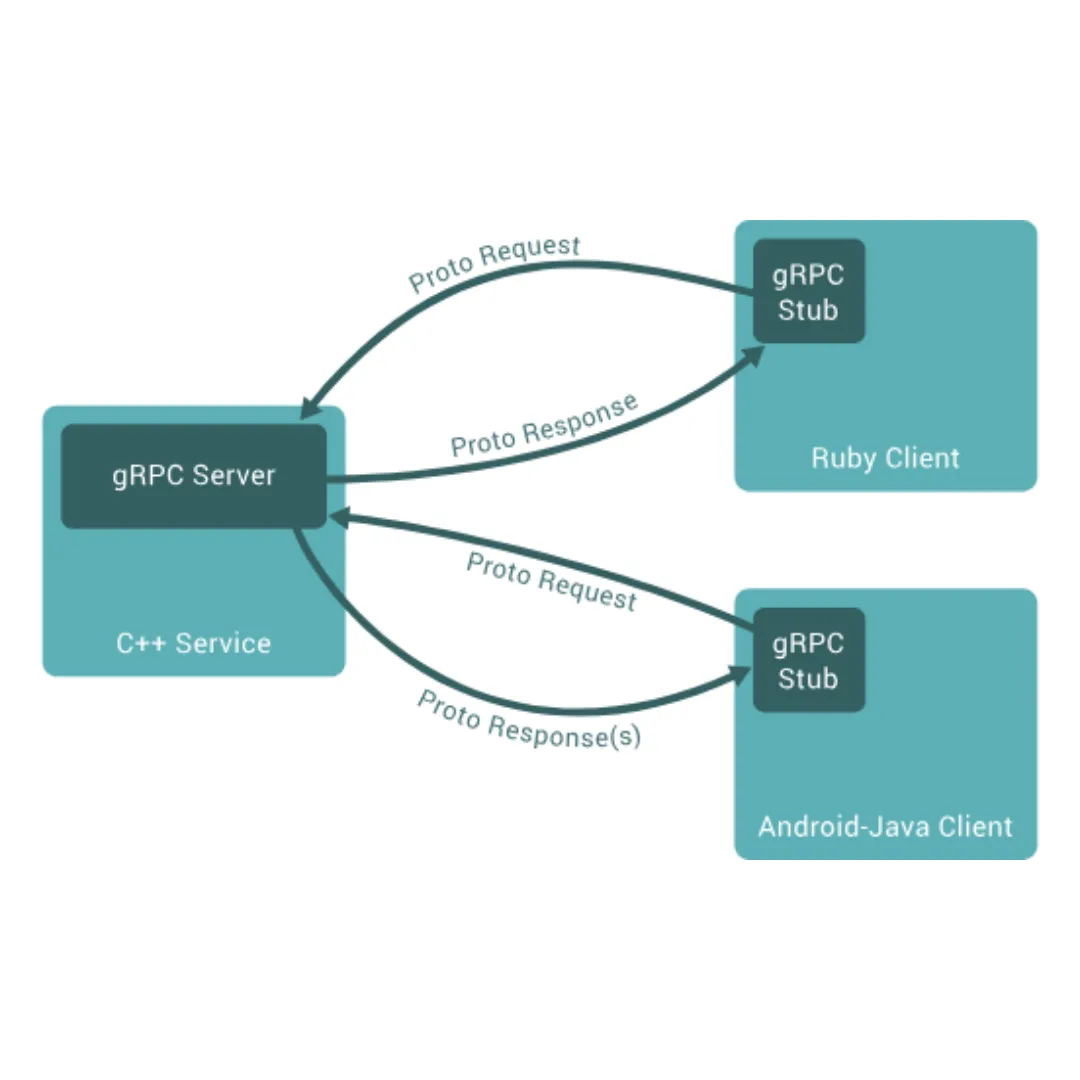 Proto Request
gRPC
Stub
Proto Response
Ruby Client
gRPC Server
C++ Service
Proto Request
gRPC
Stub
Proto Response(s)
Android-Java Client